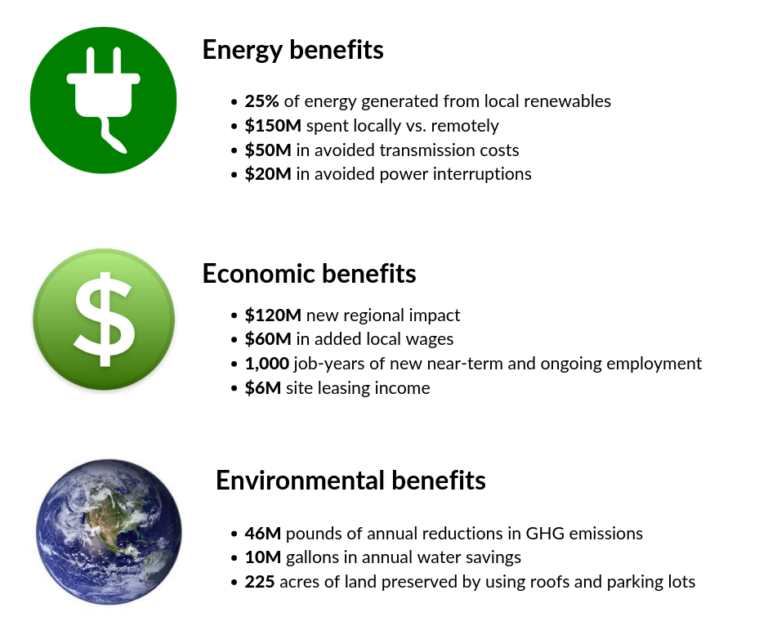 Energy benefits
• 25% of energy generated from local renewables
• $150M spent locally vs. remotely
• $50M in avoided transmission costs
• $20M in avoided power interruptions
$
Economic benefits
• $120M new regional impact
• $60M in added local wages
• 1,000 job-years of new near-term and ongoing employment
• $6M site leasing income
Environmental benefits
• 46M pounds of annual reductions in GHG emissions
• 10M gallons in annual water savings
• 225 acres of land preserved by using roofs and parking lots